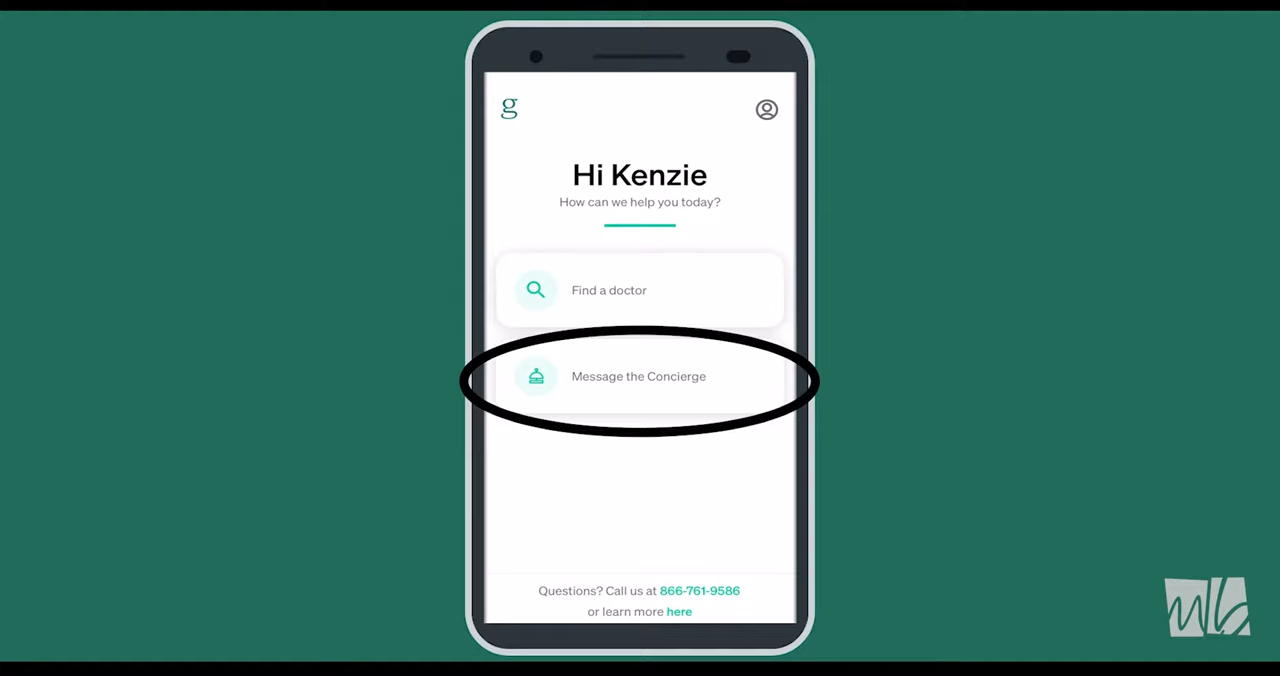 g
Hi Kenzie
How can we help you today?
Find a doctor
Message the Concierge
Questions? Call us at 866-761-9586
or learn more here